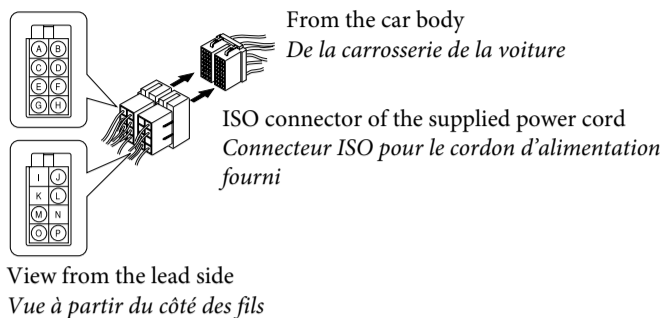 From the car body
De la carrosserie de la voiture
A B
C D
E F
G H
ISO connector of the supplied power cord
Connecteur ISO pour le cordon d'alimentation
fourni
I J
K L
M N
O P
View from the lead side
Vue à partir du côté des fils